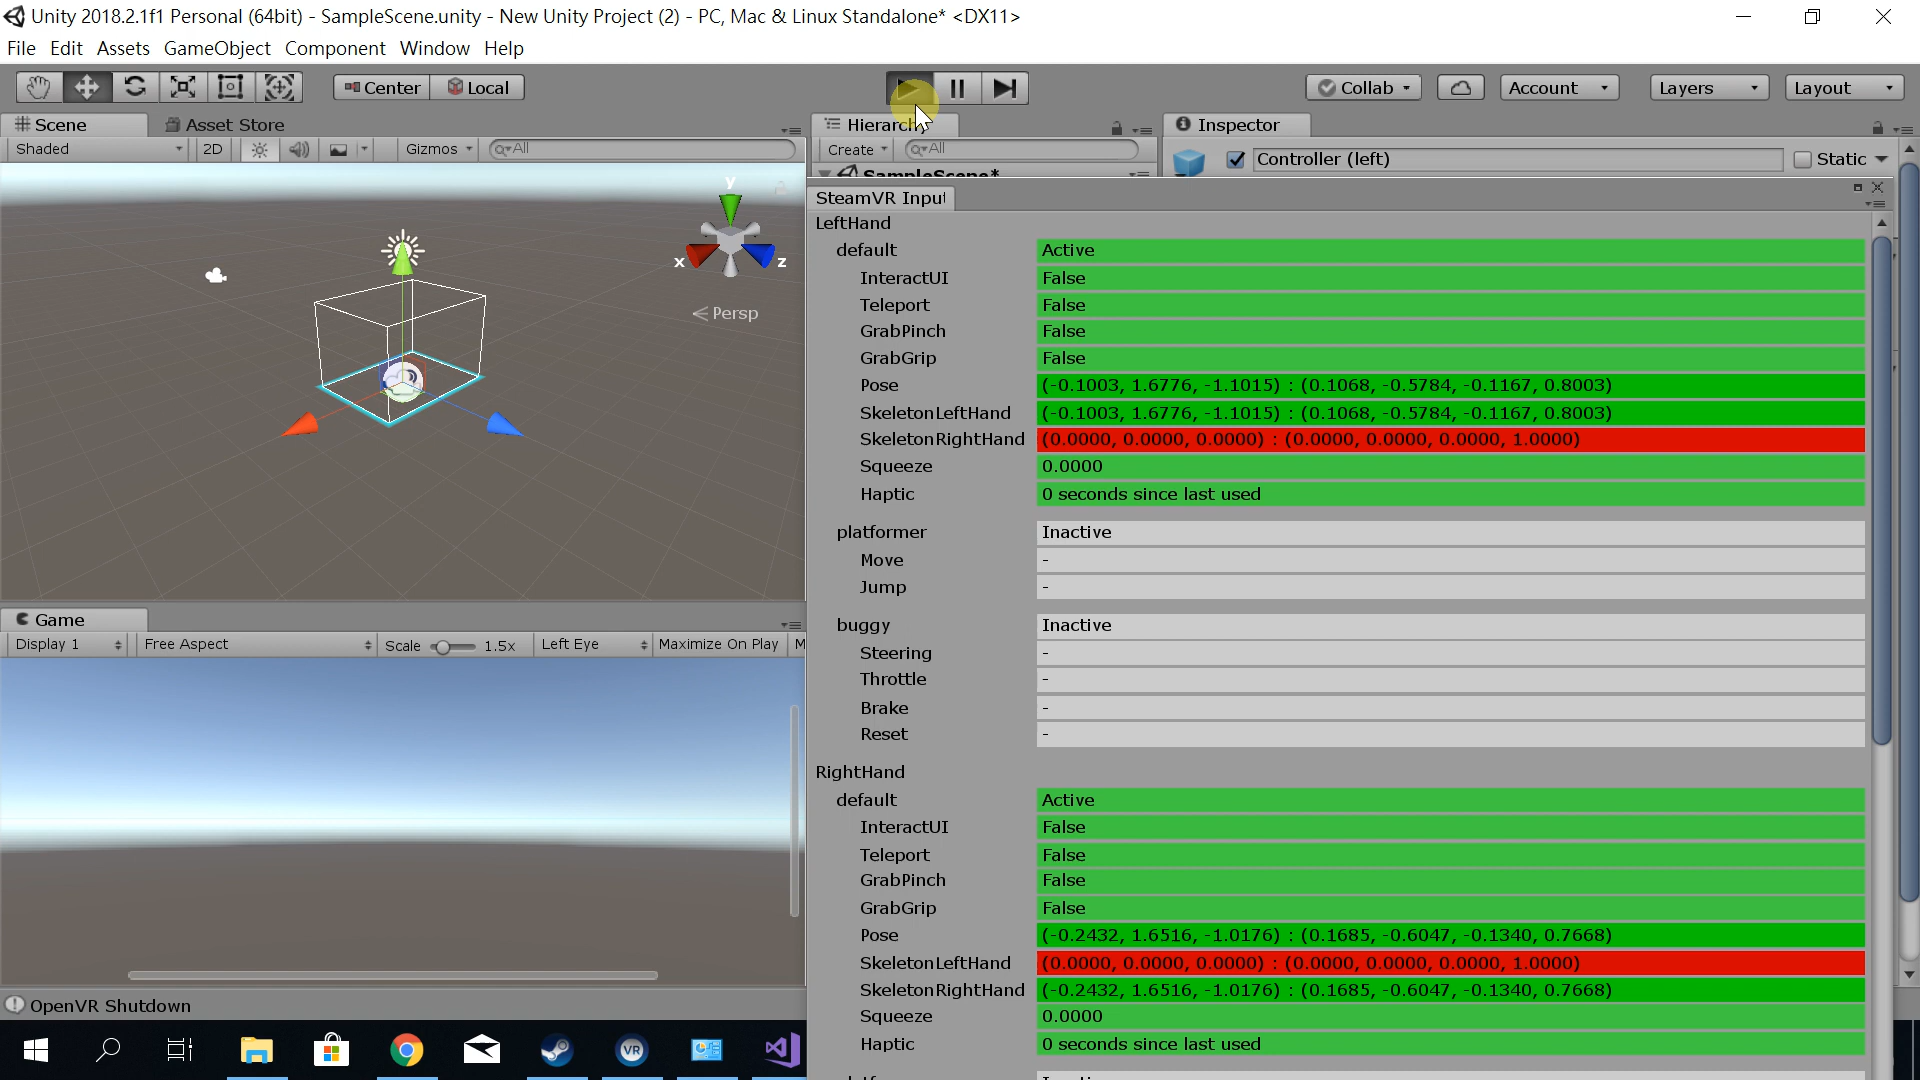 Unity 2018.2.1f1 Personal (64bit) - SampleScene.unity - New Unity Project (2) - PC, Mac & Linux Standalone* <DX11>
File Edit Assets GameObject Component Window Help
Center Local Collab Account Layers Layout
Scene Asset Store Hierarchy Inspector
Shaded 2D Gizmos All Create All Controller (left) Static
SampleScene*
SteamVR Input
y
x z
Persp
LeftHand
default Active
InteractUI False
Teleport False
GrabPinch False
GrabGrip False
Pose (-0.1003, 1.6776, -1.1015) : (0.1068, -0.5784, -0.1167, 0.8003)
SkeletonLeftHand (-0.1003, 1.6776, -1.1015) : (0.1068, -0.5784, -0.1167, 0.8003)
SkeletonRightHand (0.0000, 0.0000, 0.0000) : (0.0000, 0.0000, 0.0000, 1.0000)
Squeeze 0.0000
Haptic 0 seconds since last used
platformer Inactive
Move -
Jump -
buggy Inactive
Steering -
Throttle -
Brake -
Reset -
RightHand
default Active
InteractUI False
Teleport False
GrabPinch False
GrabGrip False
Pose (-0.2432, 1.6516, -1.0176) : (0.1685, -0.6047, -0.1340, 0.7668)
SkeletonLeftHand (0.0000, 0.0000, 0.0000) : (0.0000, 0.0000, 0.0000, 1.0000)
SkeletonRightHand (-0.2432, 1.6516, -1.0176) : (0.1685, -0.6047, -0.1340, 0.7668)
Squeeze 0.0000
Haptic 0 seconds since last used
Game
Display 1 Free Aspect Scale 1.5x Left Eye Maximize On Play M
OpenVR Shutdown
VR